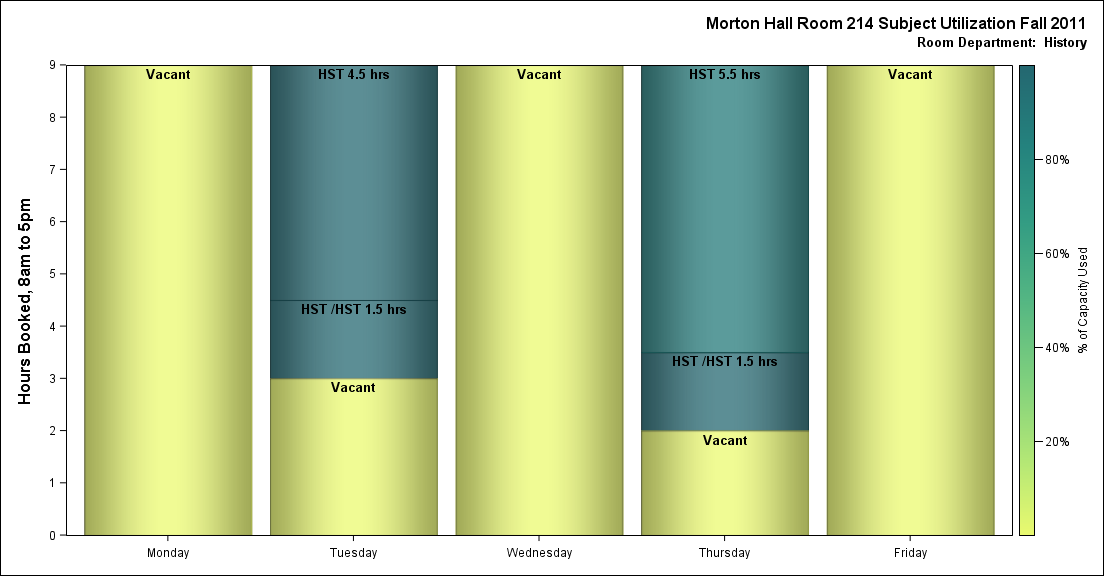 Morton Hall Room 214 Subject Utilization Fall 2011
Room Department:  History
Hours Booked, 8am to 5pm
9
8
7
6
5
4
3
2
1
0
Vacant
HST 4.5 hrs
HST /HST 1.5 hrs
Vacant
Vacant
HST 5.5 hrs
HST /HST 1.5 hrs
Vacant
Vacant
Monday
Tuesday
Wednesday
Thursday
Friday
80%
60%
40%
20%
% of Capacity Used